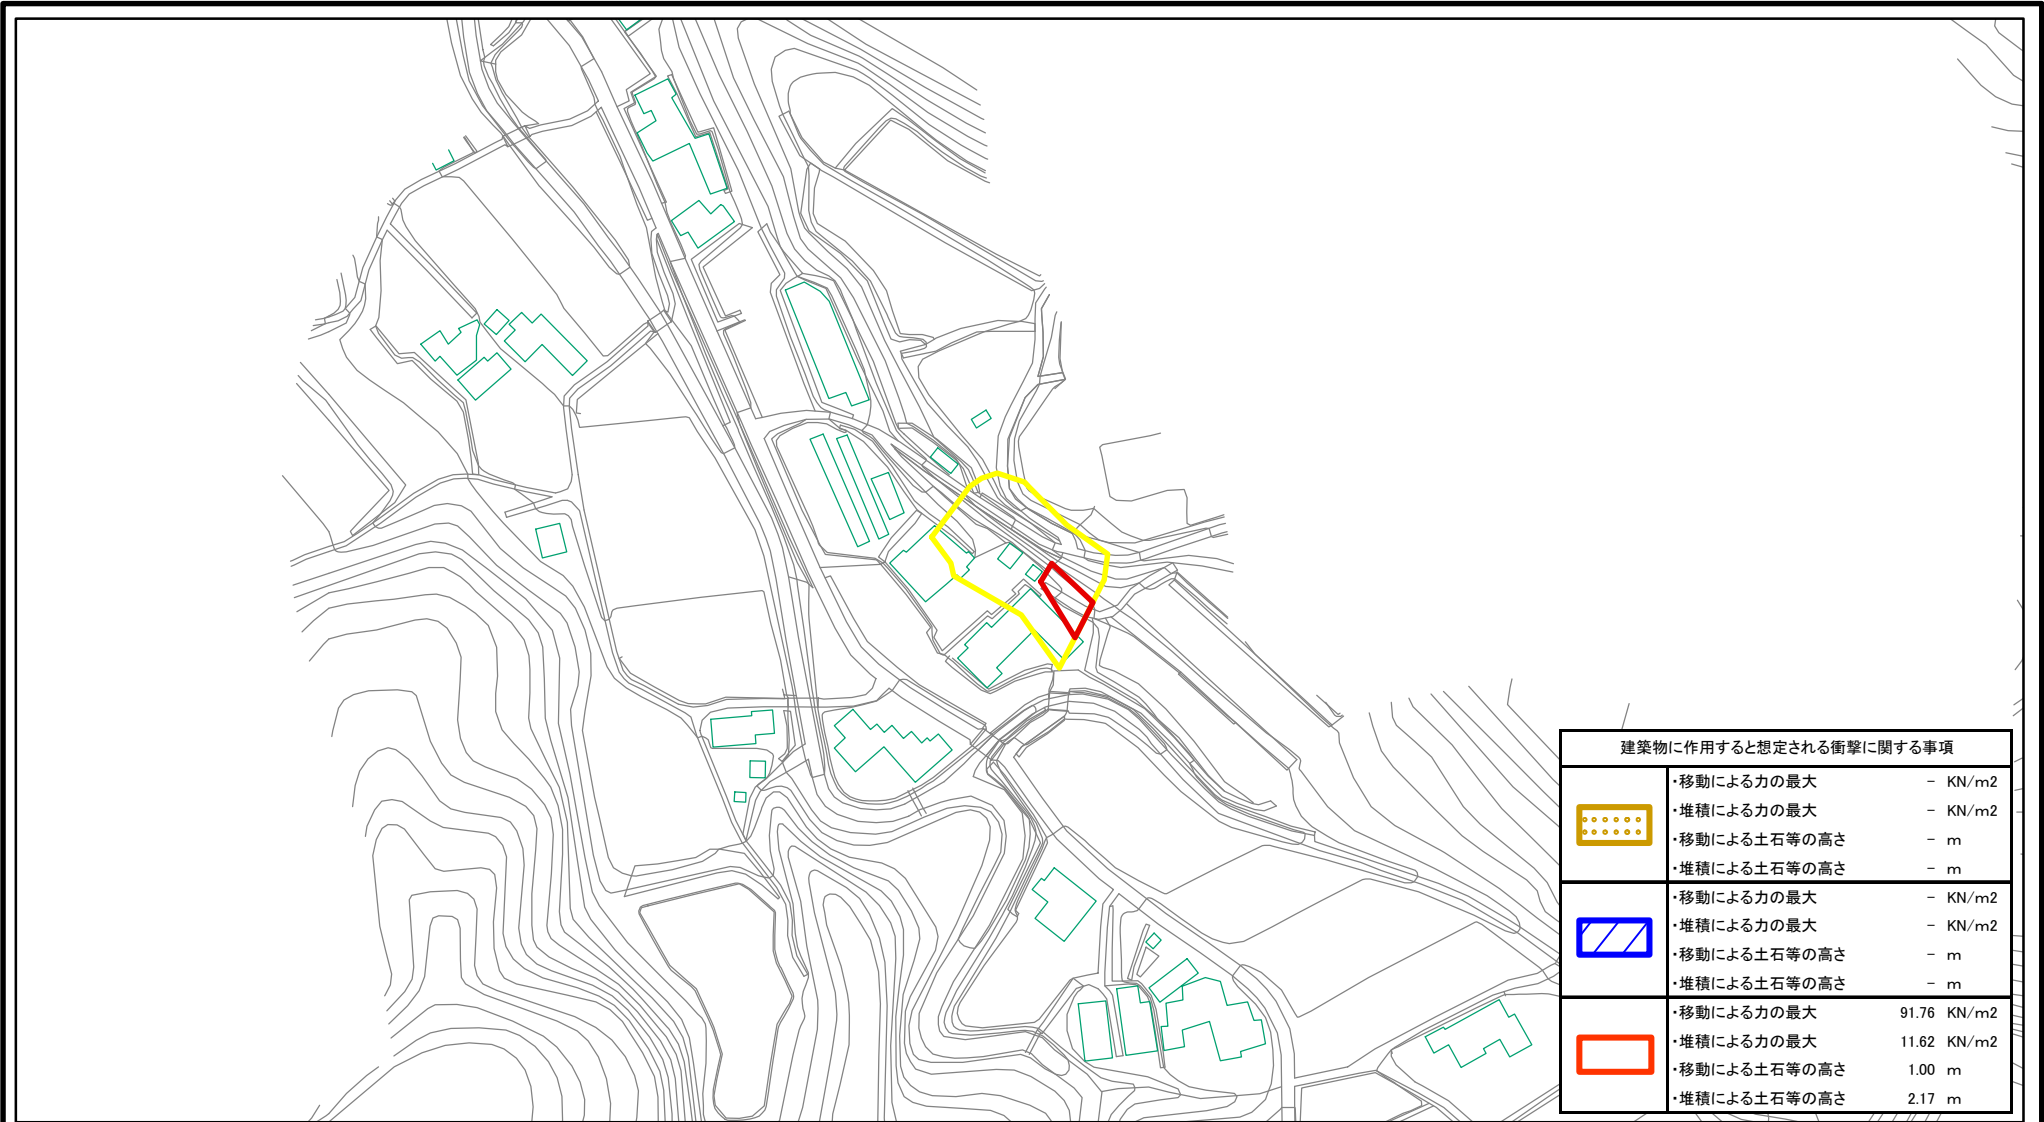 建築物に作用すると想定される衝撃に関する事項
・移動による力の最大 － KN/m2
・堆積による力の最大 － KN/m2
・移動による土石等の高さ － m
・堆積による土石等の高さ － m
・移動による力の最大 － KN/m2
・堆積による力の最大 － KN/m2
・移動による土石等の高さ － m
・堆積による土石等の高さ － m
・移動による力の最大 91.76 KN/m2
・堆積による力の最大 11.62 KN/m2
・移動による土石等の高さ 1.00 m
・堆積による土石等の高さ 2.17 m